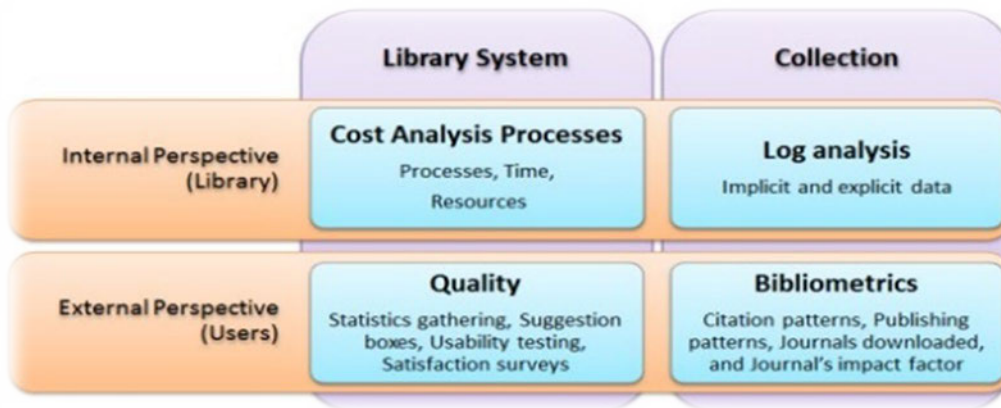 Library System
Collection
Internal Perspective
(Library)
Cost Analysis Processes
Processes, Time,
Resources
Log analysis
Implicit and explicit data
External Perspective
(Users)
Quality
Statistics gathering, Suggestion
boxes, Usability testing,
Satisfaction surveys
Bibliometrics
Citation patterns, Publishing
patterns, Journals downloaded,
and Journal's impact factor